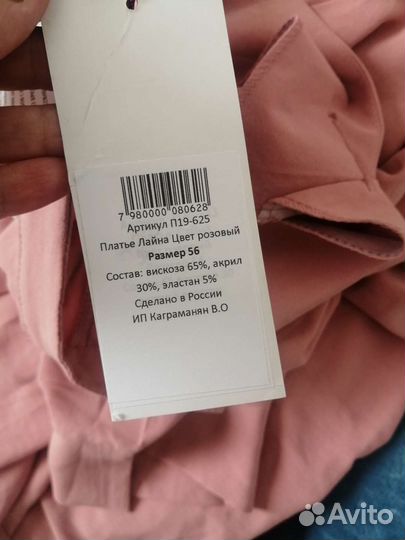 7 980000 080628
Артикул П19-625
Платье Лайна Цвет розовый
Размер 56
Состав: вискоза 65%, акрил
30%, эластан 5%
Сделано в России
ИП Каграманян В.О
Avito